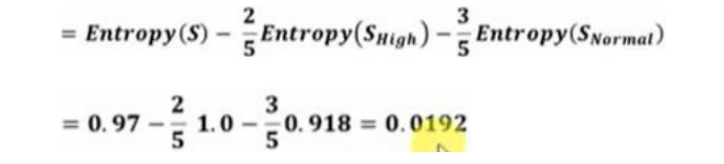 = Entropy(S) − 2/5 Entropy(S_High) − 3/5 Entropy(S_Normal)
= 0.97 − 2/5 1.0 − 3/5 0.918 = 0.0192